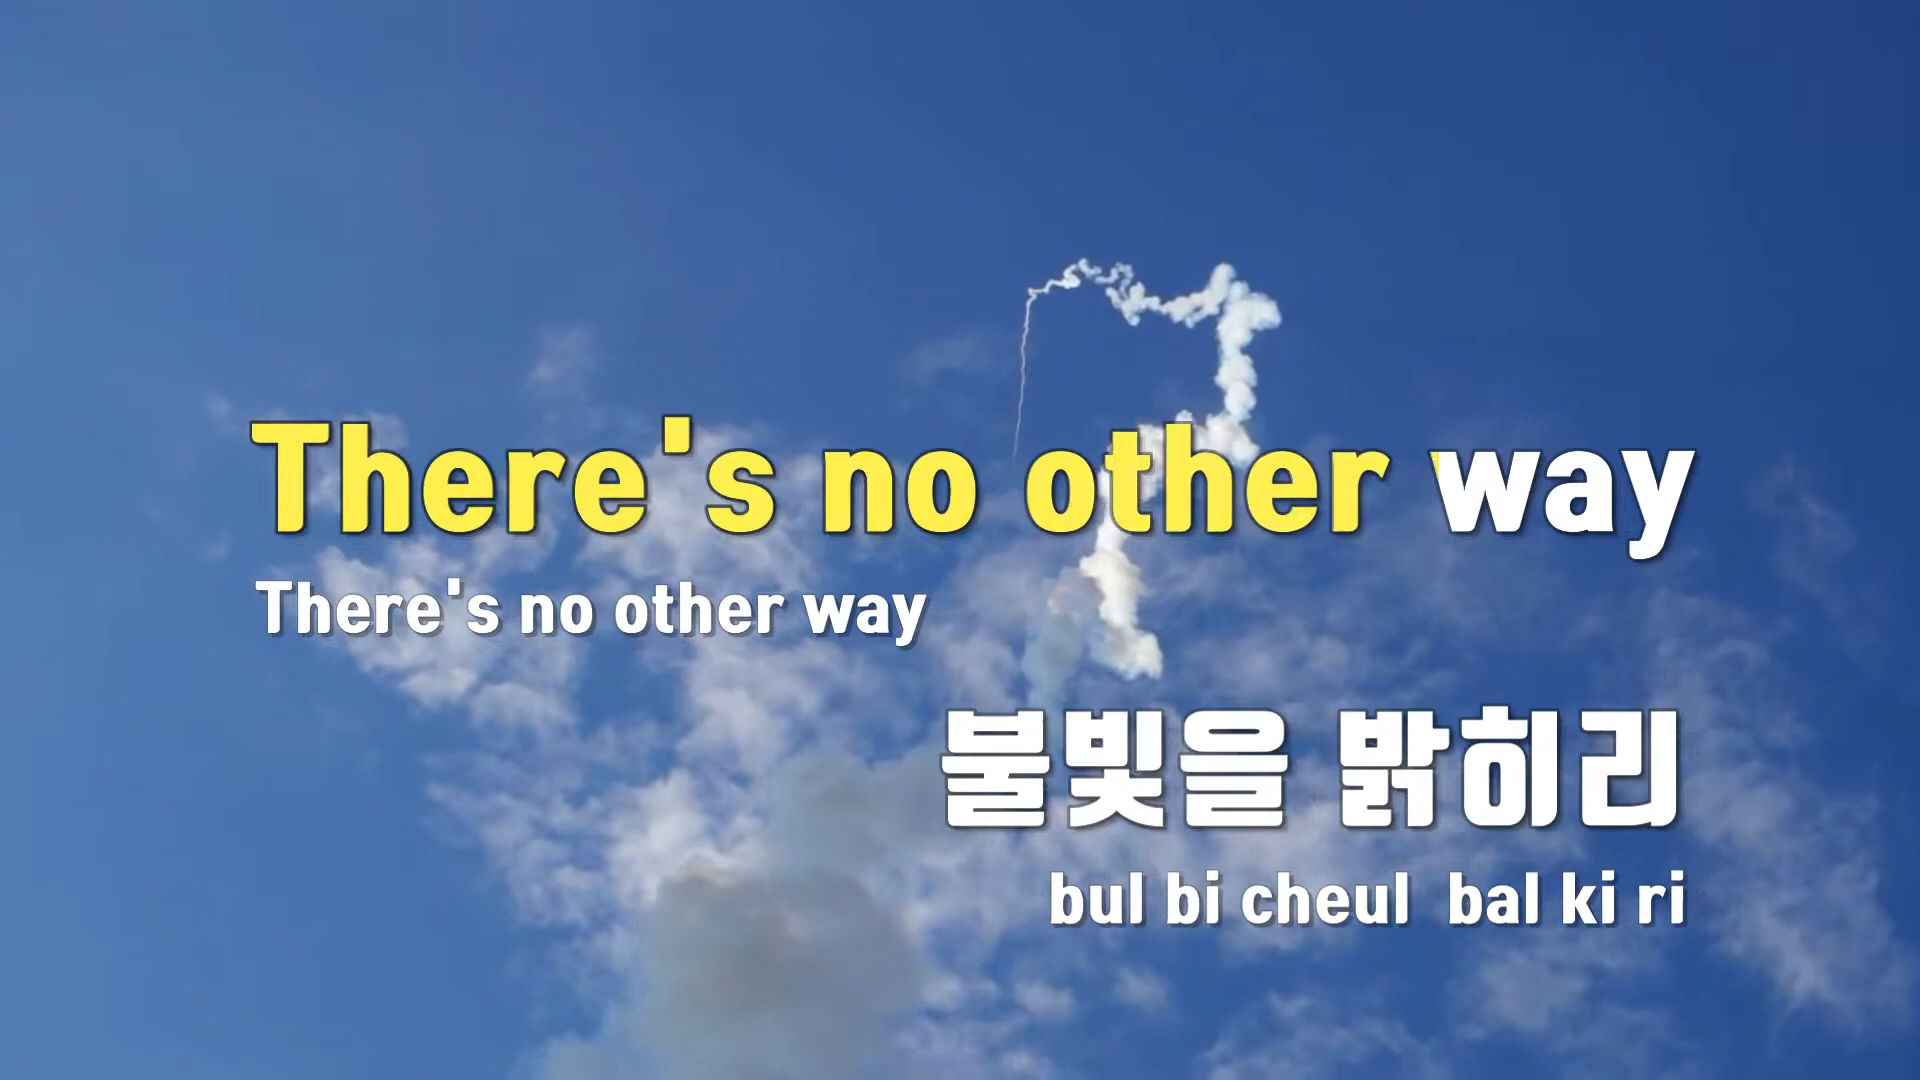 There's no other way
There's no other way
불빛을 밝히리
bul bi cheul  bal ki ri